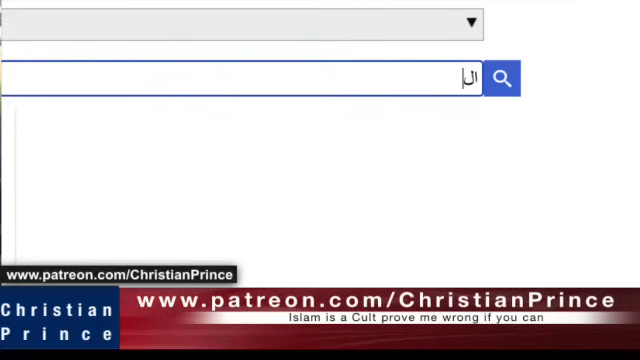 ال
www.patreon.com/ChristianPrince
www.patreon.com/ChristianPrince
Islam is a Cult prove me wrong if you can
Christian
Prince